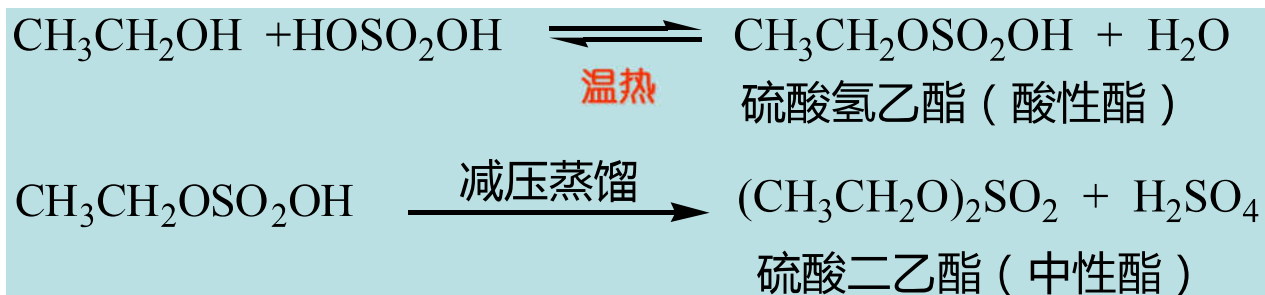 CH₃CH₂OH +HOSO₂OH ⇌ CH₃CH₂OSO₂OH + H₂O
温热
硫酸氢乙酯（酸性酯）
减压蒸馏
CH₃CH₂OSO₂OH → (CH₃CH₂O)₂SO₂ + H₂SO₄
硫酸二乙酯（中性酯）